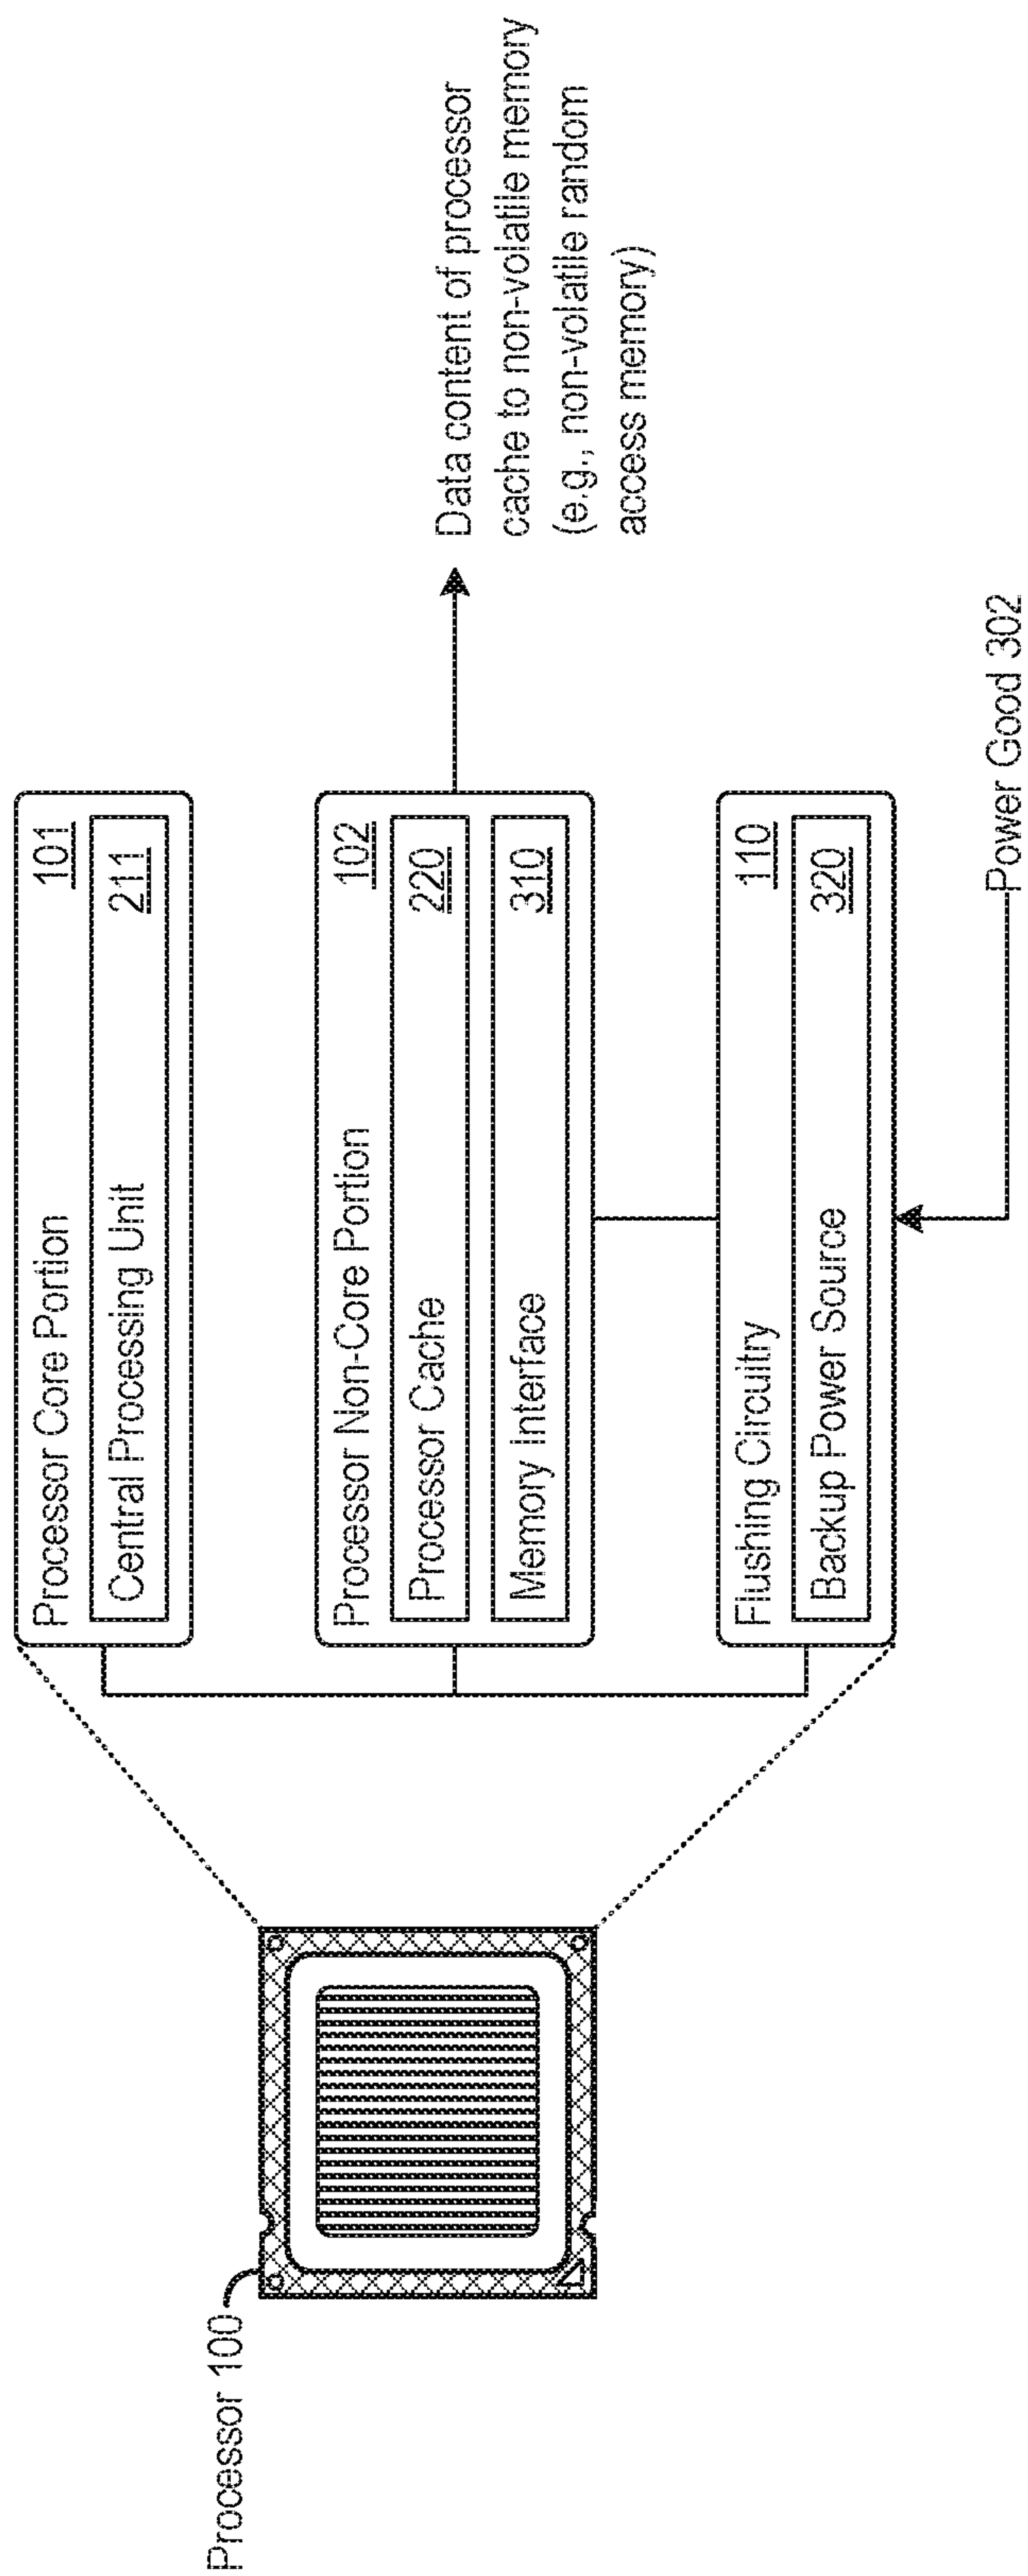 Processor 100
Processor Core Portion 101
Central Processing Unit 211
Processor Non-Core Portion 102
Processor Cache 220
Memory Interface 310
Flushing Circuitry 110
Backup Power Source 320
Data content of processor
cache to non-volatile memory
(e.g., non-volatile random
access memory)
Power Good 302